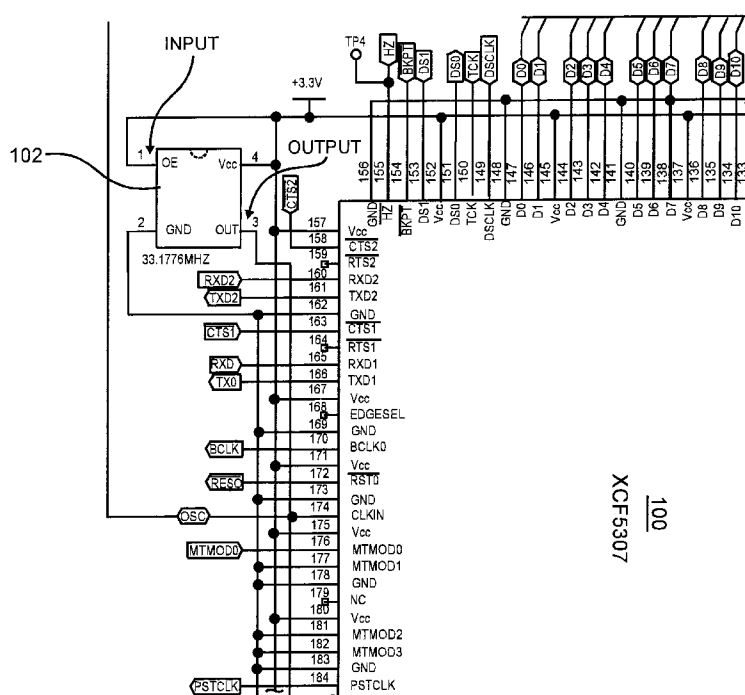 INPUT
TP4
HZ
BKPT
DS1
DS0
TCK
DSCLK
D0
D1
D2
D3
D4
D5
D6
D7
D8
D9
D10
+3.3V
OUTPUT
102
1 OE Vcc 4
2 GND OUT 3
33.1776MHZ
CTS2
156 155 154 153 152 151 150 149 148 147 146 145 144 143 142 141 140 139 138 137 136 135 134 133
GND HZ BKPT DS1 Vcc DS0 TCK DSCLK GND D0 D1 Vcc D2 D3 D4 GND D5 D6 D7 Vcc D8 D9 D10
157 Vcc
158 CTS2
159 RTS2
RXD2 160 RXD2
TXD2 161 TXD2
162 GND
CTS1 163 CTS1
164 RTS1
RXD 165 RXD1
TX0 166 TXD1
167 Vcc
168 EDGESEL
169 GND
BCLK 170 BCLK0
171 Vcc
RESO 172 RST0
173 GND
OSC 174 CLKIN
175 Vcc
MTMOD0 176 MTMOD0
177 MTMOD1
178 GND
179 NC
180 Vcc
181 MTMOD2
182 MTMOD3
183 GND
PSTCLK 184 PSTCLK
100
XCF5307